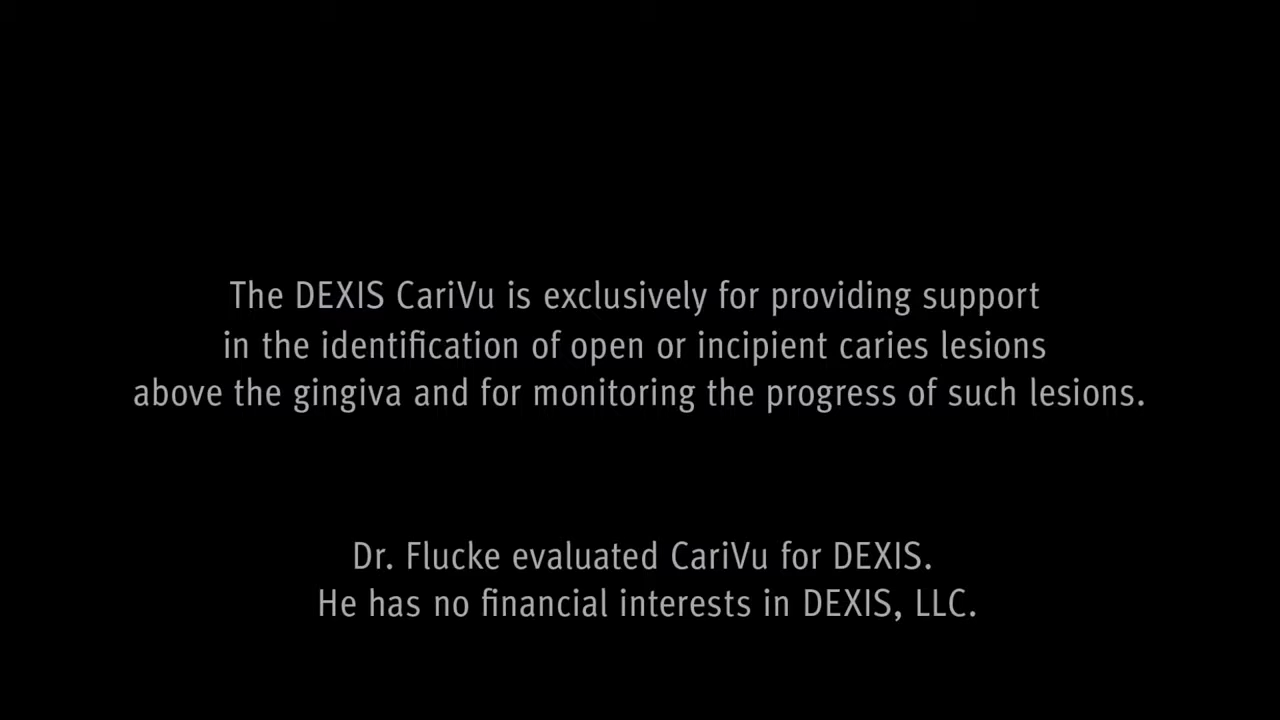 The DEXIS CariVu is exclusively for providing support
in the identification of open or incipient caries lesions
above the gingiva and for monitoring the progress of such lesions.
Dr. Flucke evaluated CariVu for DEXIS.
He has no financial interests in DEXIS, LLC.